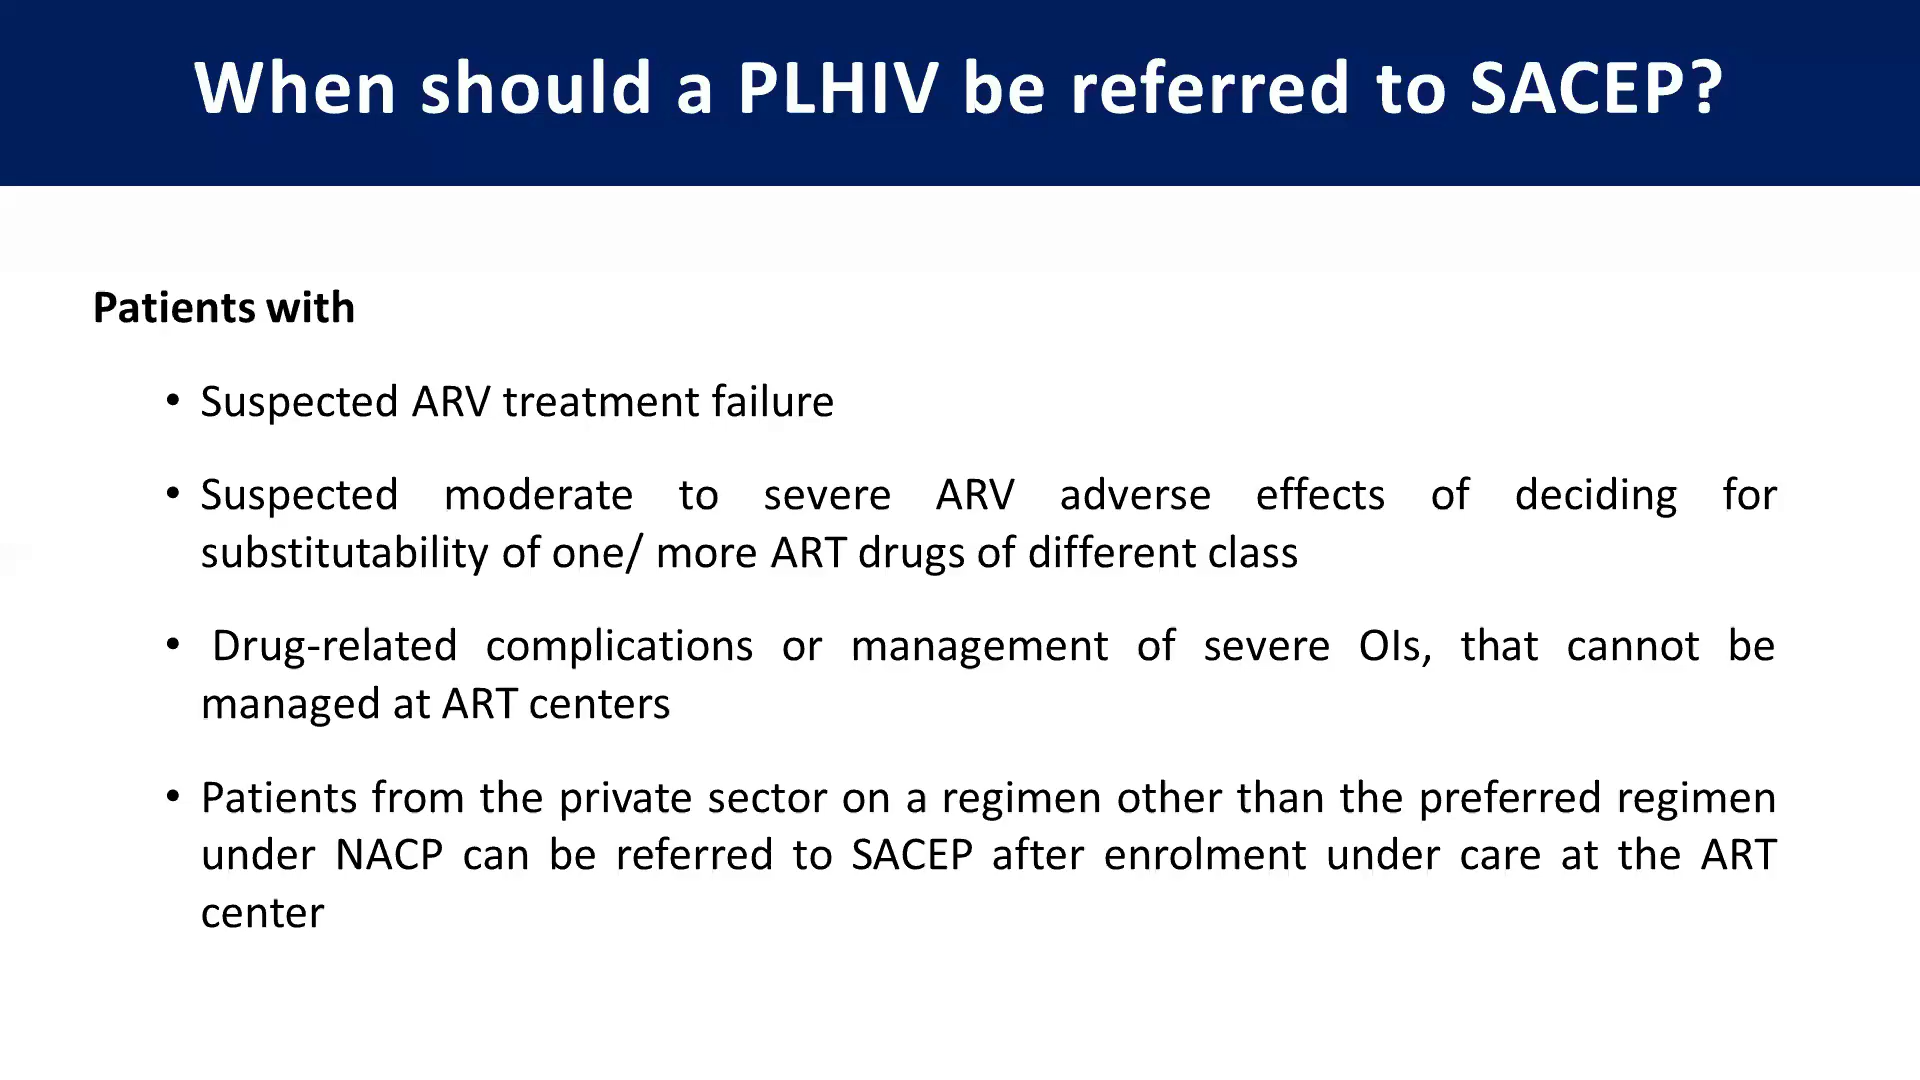 When should a PLHIV be referred to SACEP?
Patients with
• Suspected ARV treatment failure
• Suspected moderate to severe ARV adverse effects of deciding for
substitutability of one/ more ART drugs of different class
• Drug-related complications or management of severe OIs, that cannot be
managed at ART centers
• Patients from the private sector on a regimen other than the preferred regimen
under NACP can be referred to SACEP after enrolment under care at the ART
center